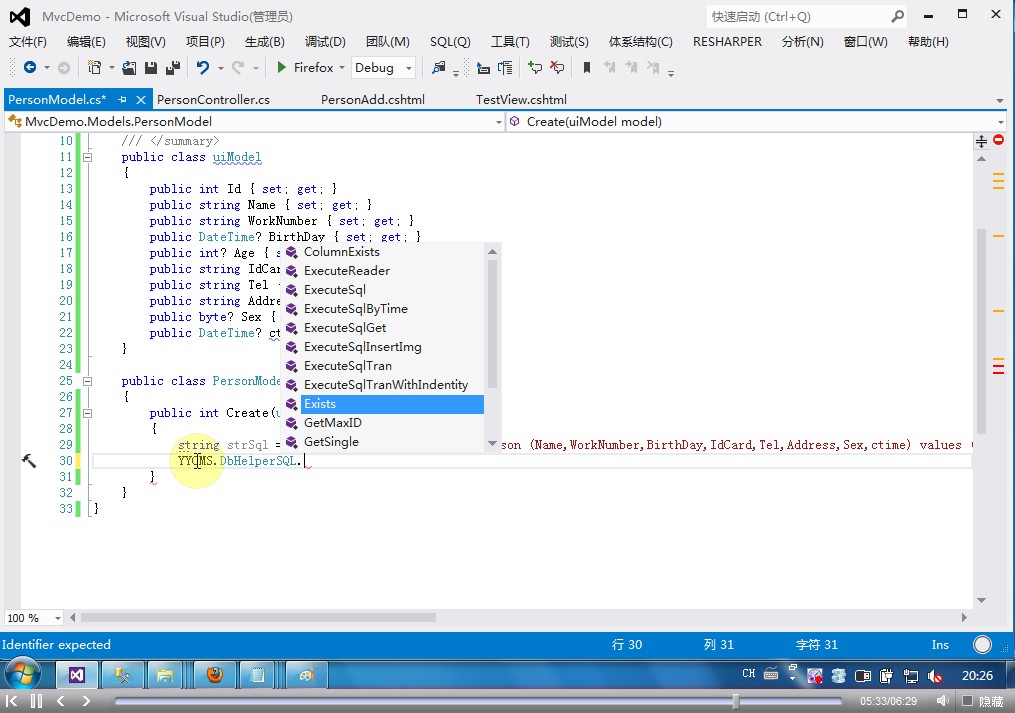 MvcDemo - Microsoft Visual Studio(管理员)
快速启动 (Ctrl+Q)
文件(F) 编辑(E) 视图(V) 项目(P) 生成(B) 调试(D) 团队(M) SQL(Q) 工具(T) 测试(S) 体系结构(C) RESHARPER 分析(N) 窗口(W) 帮助(H)
Firefox Debug
PersonModel.cs* PersonController.cs PersonAdd.cshtml TestView.cshtml
MvcDemo.Models.PersonModel Create(uiModel model)
10 /// </summary>
11 public class uiModel
12 {
13 public int Id { set; get; }
14 public string Name { set; get; }
15 public string WorkNumber { set; get; }
16 public DateTime? BirthDay { set; get; }
17 public int? Age { s
18 public string IdCar
19 public string Tel
20 public string Addre
21 public byte? Sex {
22 public DateTime? ct
23 }
24
25 public class PersonMode
26 {
27 public int Create(u
28 {
29 string strSql = rson (Name,WorkNumber,BirthDay,IdCard,Tel,Address,Sex,ctime) values (
30 YYCMS.DbHelperSQL.
31 }
32 }
33 }
ColumnExists
ExecuteReader
ExecuteSql
ExecuteSqlByTime
ExecuteSqlGet
ExecuteSqlInsertImg
ExecuteSqlTran
ExecuteSqlTranWithIndentity
Exists
GetMaxID
GetSingle
100 %
Identifier expected 行 30 列 31 字符 31 Ins
CH 20:26
05:33/06:29 隐藏